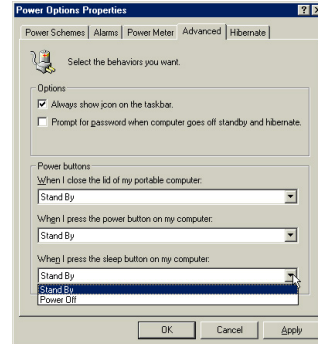 Power Options Properties
Power Schemes Alarms Power Meter Advanced Hibernate
Select the behaviors you want.
Options
Always show icon on the taskbar.
Prompt for password when computer goes off standby and hibernate.
Power buttons
When I close the lid of my portable computer:
Stand By
When I press the power button on my computer:
Stand By
When I press the sleep button on my computer:
Stand By
Stand By
Power Off
OK Cancel Apply